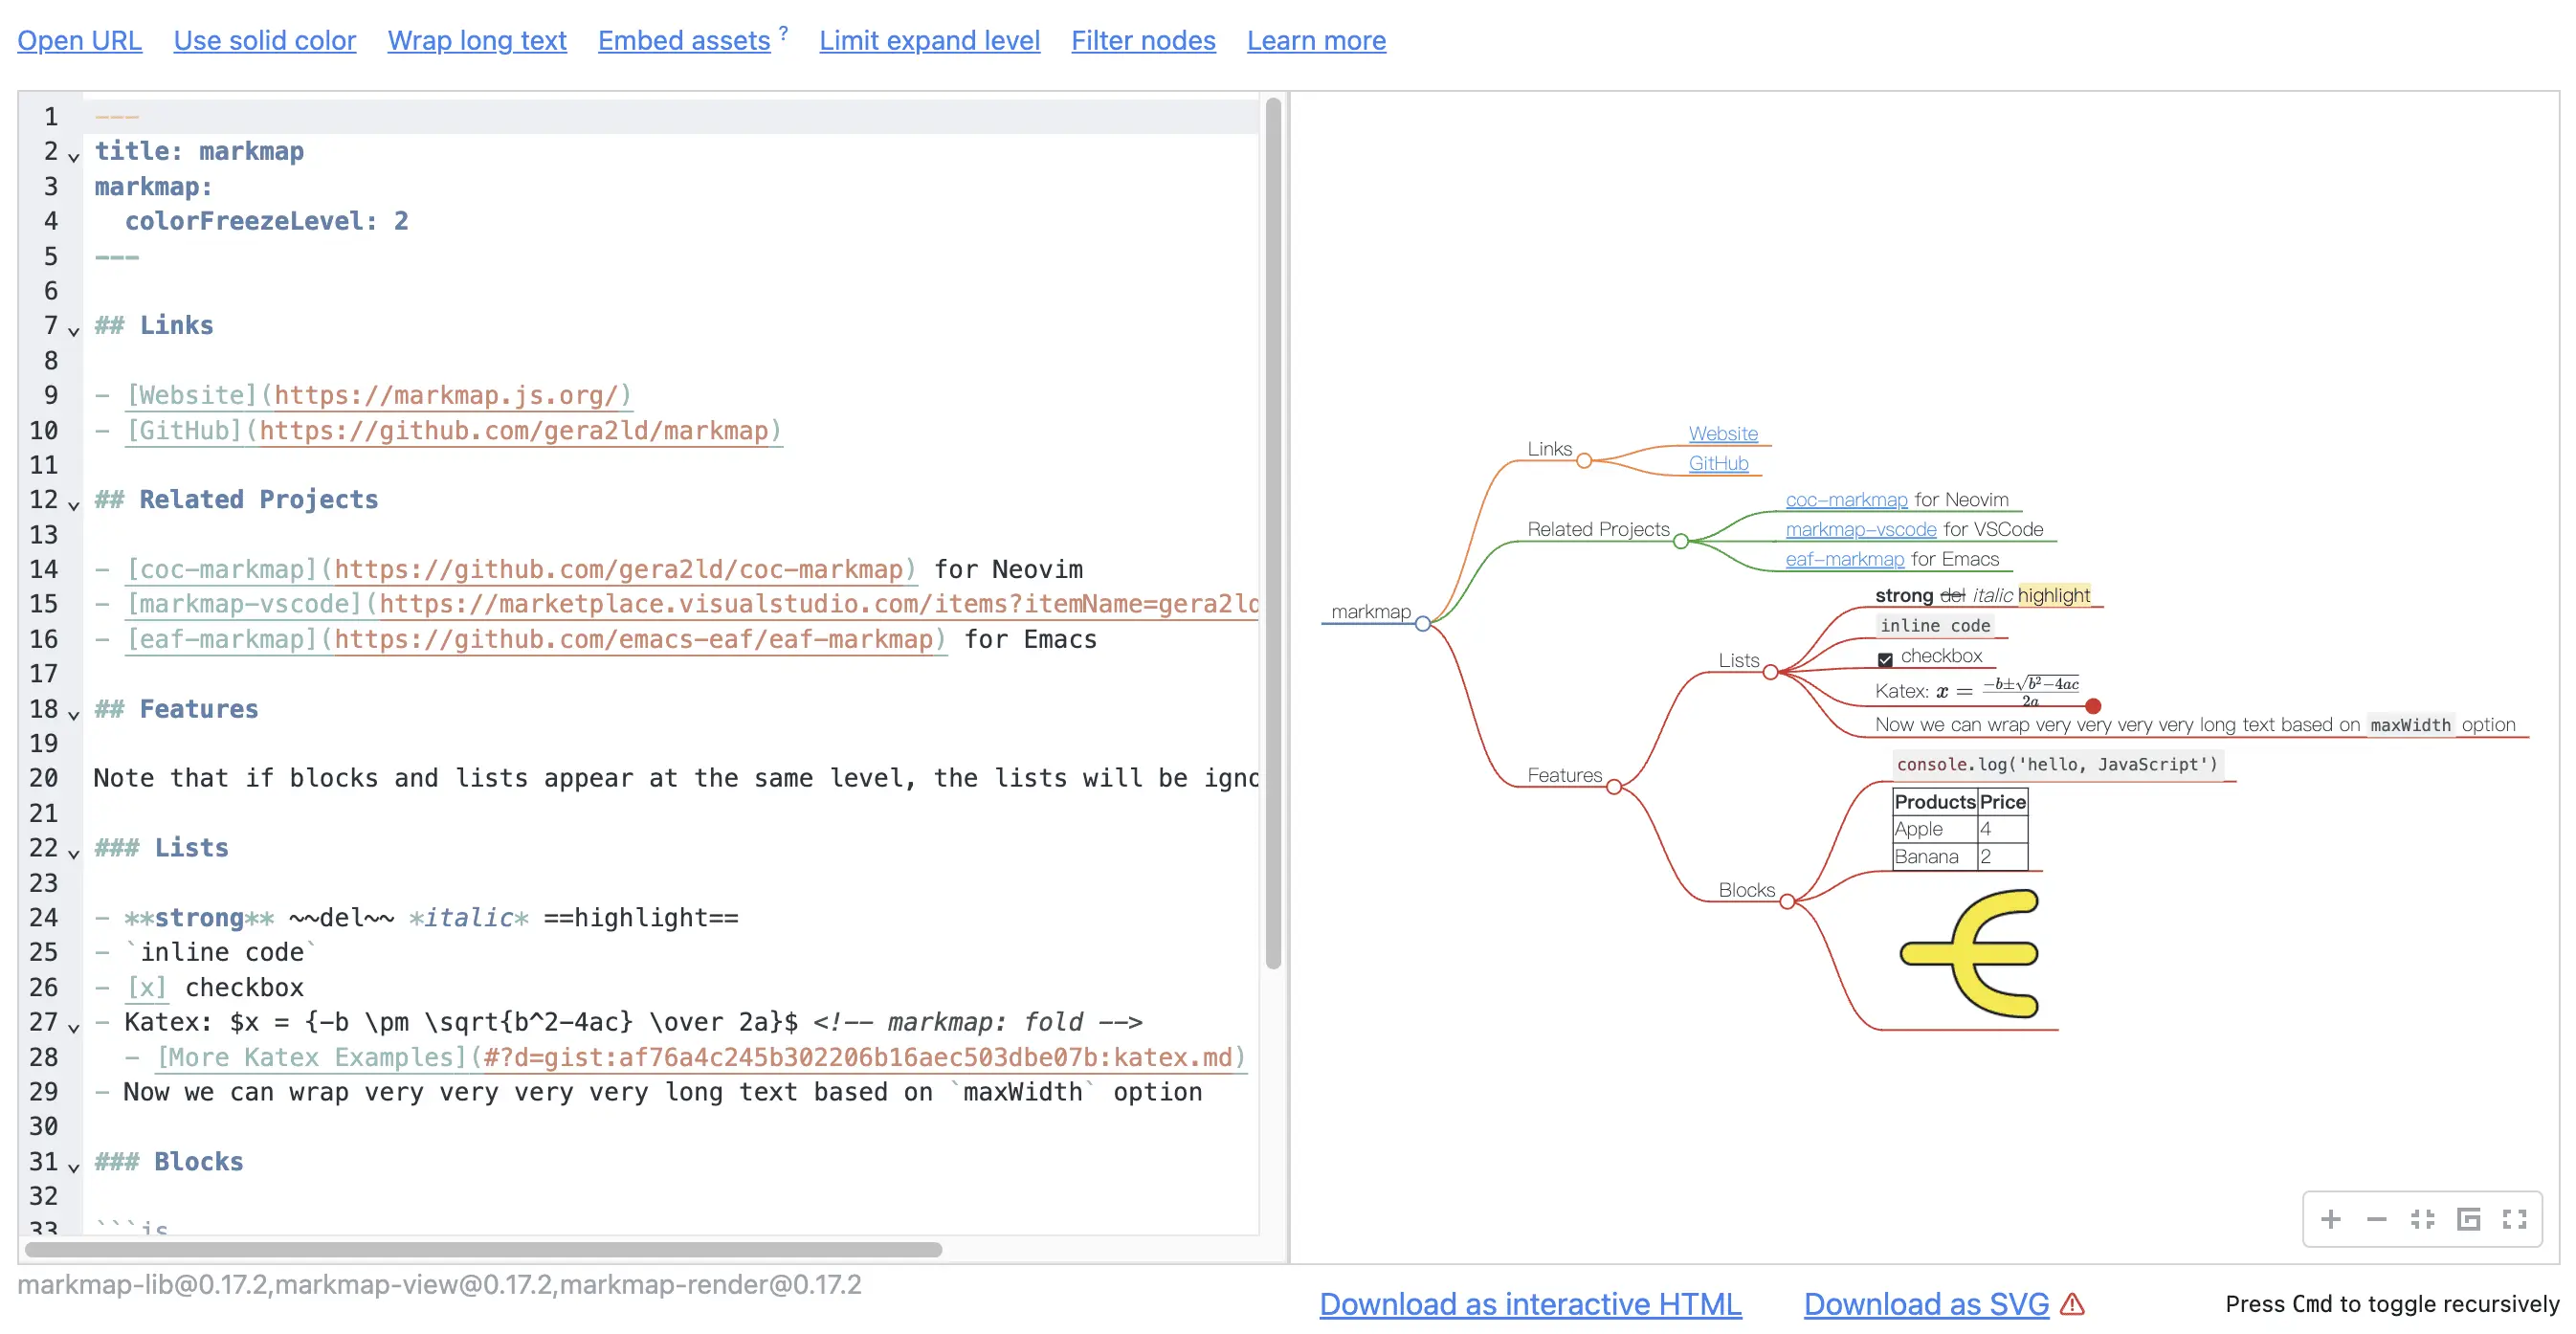 Open URL Use solid color Wrap long text Embed assets ? Limit expand level Filter nodes Learn more
1 ---
2 title: markmap
3 markmap:
4 colorFreezeLevel: 2
5 ---
6
7 ## Links
8
9 - [Website](https://markmap.js.org/)
10 - [GitHub](https://github.com/gera2ld/markmap)
11
12 ## Related Projects
13
14 - [coc-markmap](https://github.com/gera2ld/coc-markmap) for Neovim
15 - [markmap-vscode](https://marketplace.visualstudio.com/items?itemName=gera2ld
16 - [eaf-markmap](https://github.com/emacs-eaf/eaf-markmap) for Emacs
17
18 ## Features
19
20 Note that if blocks and lists appear at the same level, the lists will be igno
21
22 ### Lists
23
24 - **strong** ~~del~~ *italic* ==highlight==
25 - `inline code`
26 - [x] checkbox
27 - Katex: $x = {-b \pm \sqrt{b^2-4ac} \over 2a}$ <!-- markmap: fold -->
28 - [More Katex Examples](#?d=gist:af76a4c245b302206b16aec503dbe07b:katex.md)
29 - Now we can wrap very very very very long text based on `maxWidth` option
30
31 ### Blocks
32
33 ```js
markmap-lib@0.17.2,markmap-view@0.17.2,markmap-render@0.17.2
markmap
Links
Website
GitHub
Related Projects
coc-markmap for Neovim
markmap-vscode for VSCode
eaf-markmap for Emacs
Features
Lists
strong del italic highlight
inline code
checkbox
Katex: x = −b±√b²−4ac / 2a
Now we can wrap very very very very long text based on maxWidth option
Blocks
console.log('hello, JavaScript')
Products Price
Apple 4
Banana 2
Download as interactive HTML Download as SVG Press Cmd to toggle recursively